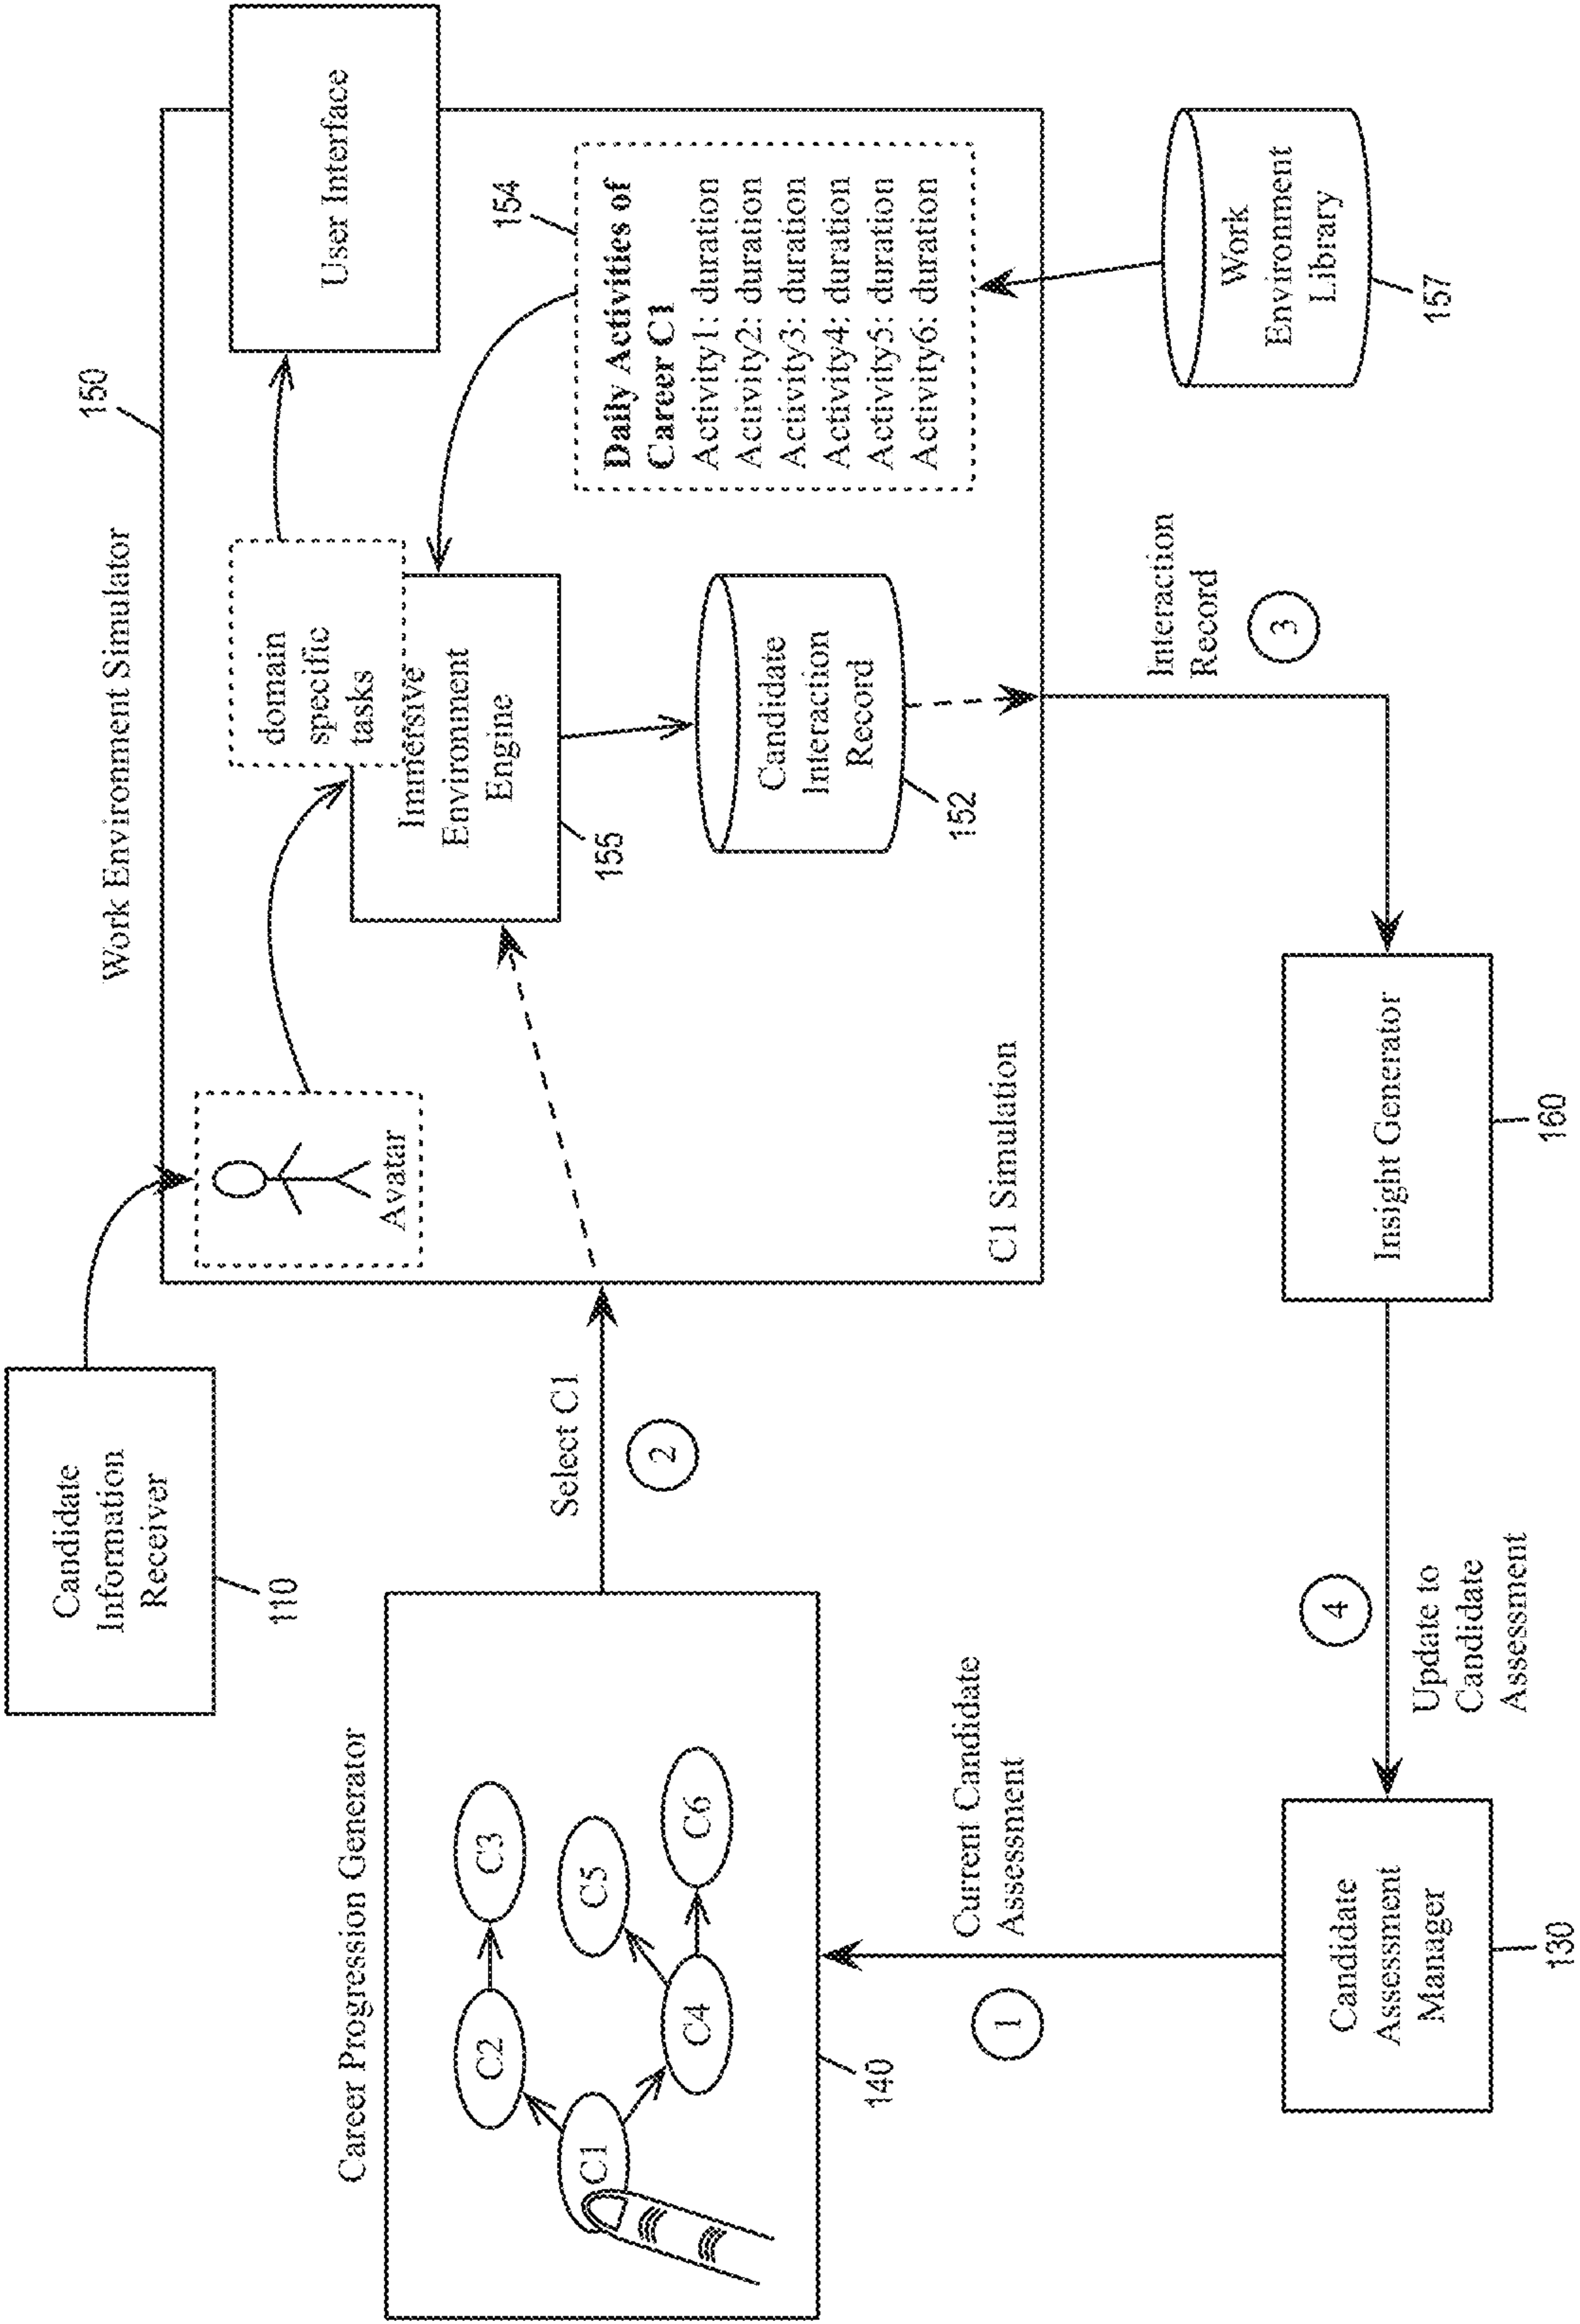 Candidate
Information
Receiver
110
Work Environment Simulator
150
User Interface
Avatar
domain
specific
tasks
Immersive
Environment
Engine
155
154
Daily Activities of
Career C1
Activity1: duration
Activity2: duration
Activity3: duration
Activity4: duration
Activity5: duration
Activity6: duration
Candidate
Interaction
Record
152
C1 Simulation
Work
Environment
Library
157
Career Progression Generator
C1
C2
C3
C4
C5
C6
140
Select C1
2
Interaction
Record
3
Current Candidate
Assessment
1
Candidate
Assessment
Manager
130
4
Update to
Candidate
Assessment
Insight Generator
160